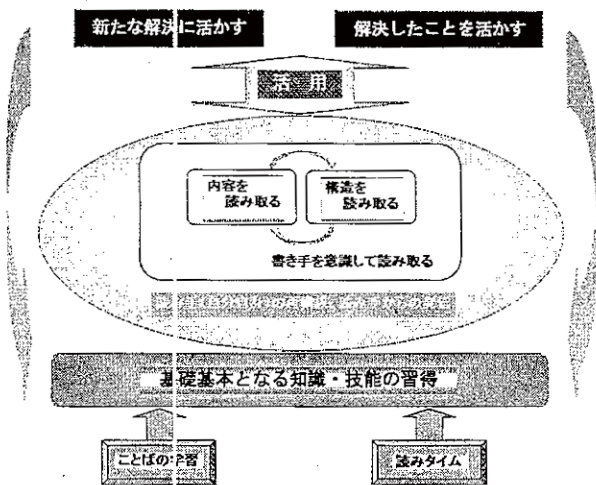 新たな解決に活かす
解決したことを活かす
活用
内容を
読み取る
構造を
読み取る
書き手を意識して読み取る
基礎基本となる知識・技能の習得
ことばの学習
読みタイム